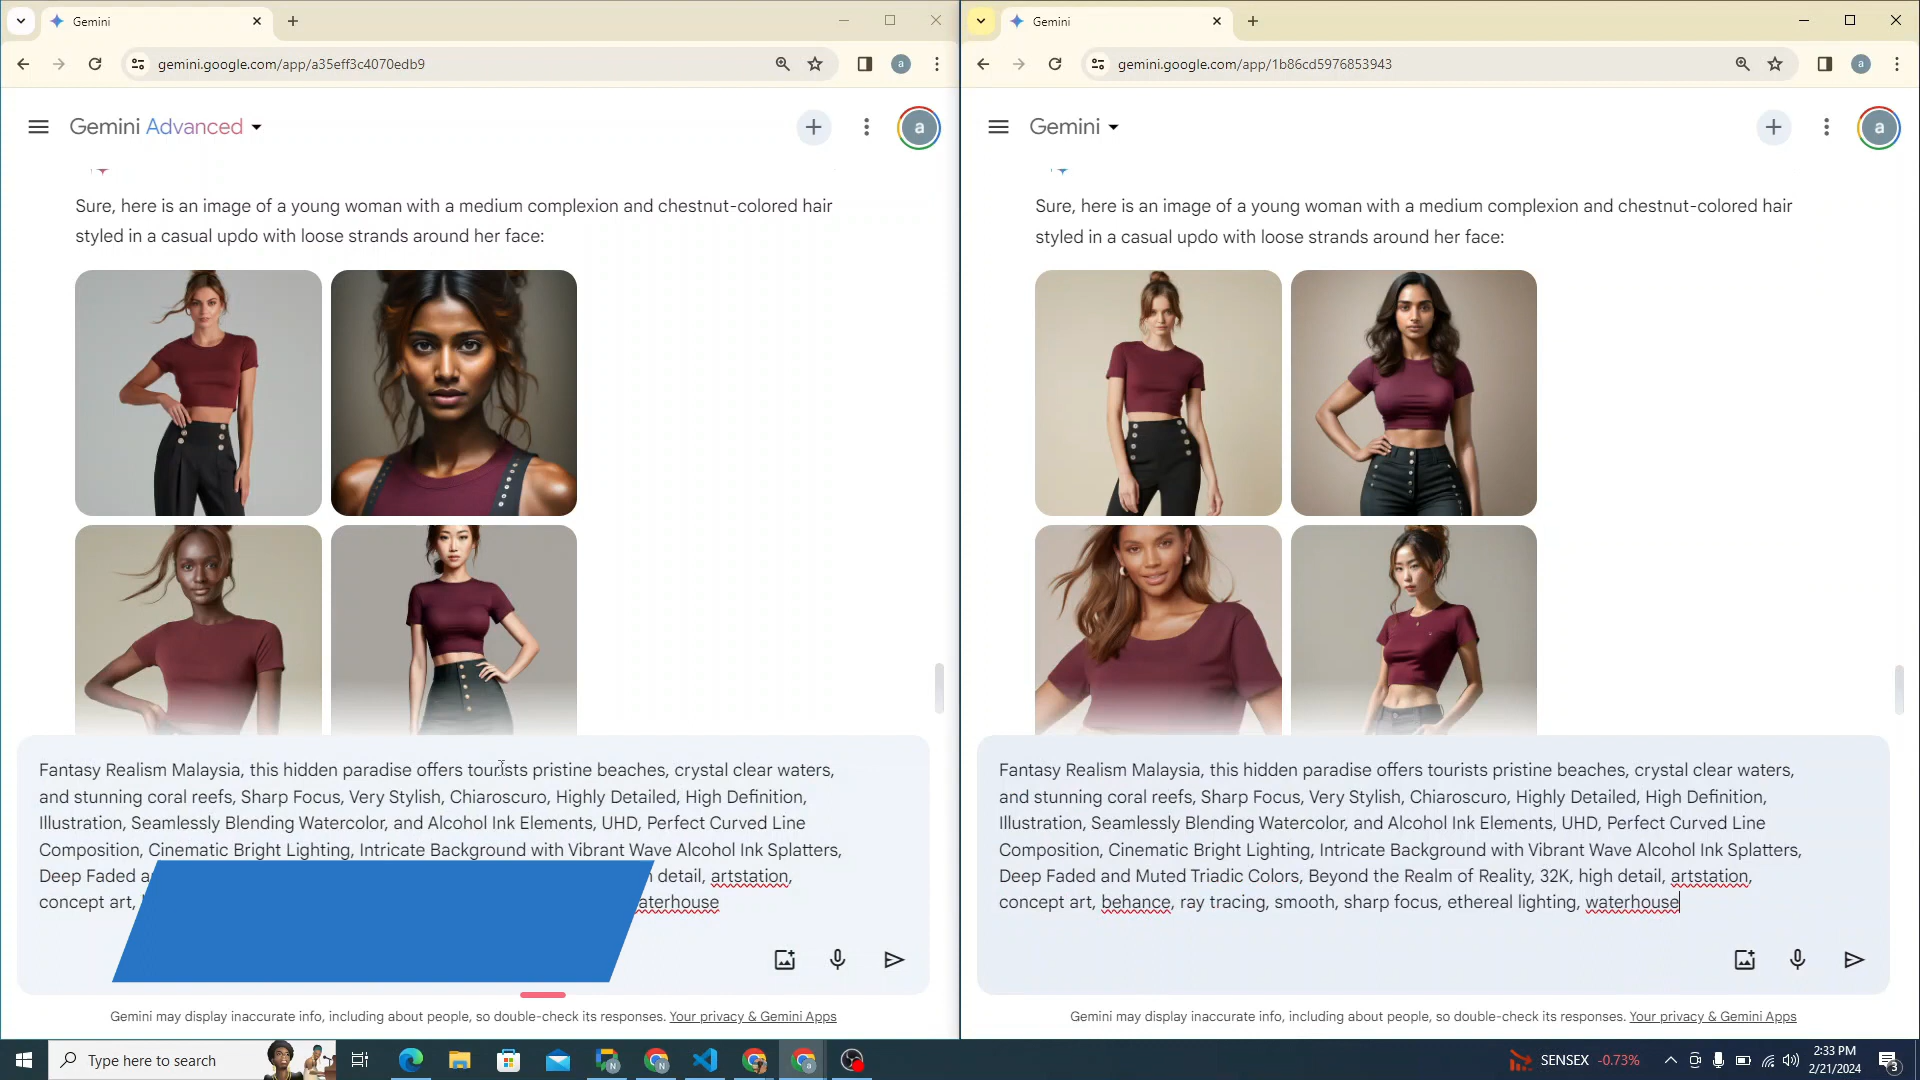 Gemini
gemini.google.com/app/a35eff3c4070edb9
a
Gemini Advanced
a
Sure, here is an image of a young woman with a medium complexion and chestnut-colored hair
styled in a casual updo with loose strands around her face:
Fantasy Realism Malaysia, this hidden paradise offers tourists pristine beaches, crystal clear waters,
and stunning coral reefs, Sharp Focus, Very Stylish, Chiaroscuro, Highly Detailed, High Definition,
Illustration, Seamlessly Blending Watercolor, and Alcohol Ink Elements, UHD, Perfect Curved Line
Composition, Cinematic Bright Lighting, Intricate Background with Vibrant Wave Alcohol Ink Splatters,
Deep Faded detail, artstation,
concept art,
Gemini may display inaccurate info, including about people, so double-check its responses. Your privacy & Gemini Apps
Gemini
gemini.google.com/app/1b86cd5976853943
a
Gemini
a
Sure, here is an image of a young woman with a medium complexion and chestnut-colored hair
styled in a casual updo with loose strands around her face:
Fantasy Realism Malaysia, this hidden paradise offers tourists pristine beaches, crystal clear waters,
and stunning coral reefs, Sharp Focus, Very Stylish, Chiaroscuro, Highly Detailed, High Definition,
Illustration, Seamlessly Blending Watercolor, and Alcohol Ink Elements, UHD, Perfect Curved Line
Composition, Cinematic Bright Lighting, Intricate Background with Vibrant Wave Alcohol Ink Splatters,
Deep Faded and Muted Triadic Colors, Beyond the Realm of Reality, 32K, high detail, artstation,
concept art, behance, ray tracing, smooth, sharp focus, ethereal lighting, waterhouse
Gemini may display inaccurate info, including about people, so double-check its responses. Your privacy & Gemini Apps
Type here to search
SENSEX -0.73%
2:33 PM
2/21/2024
3